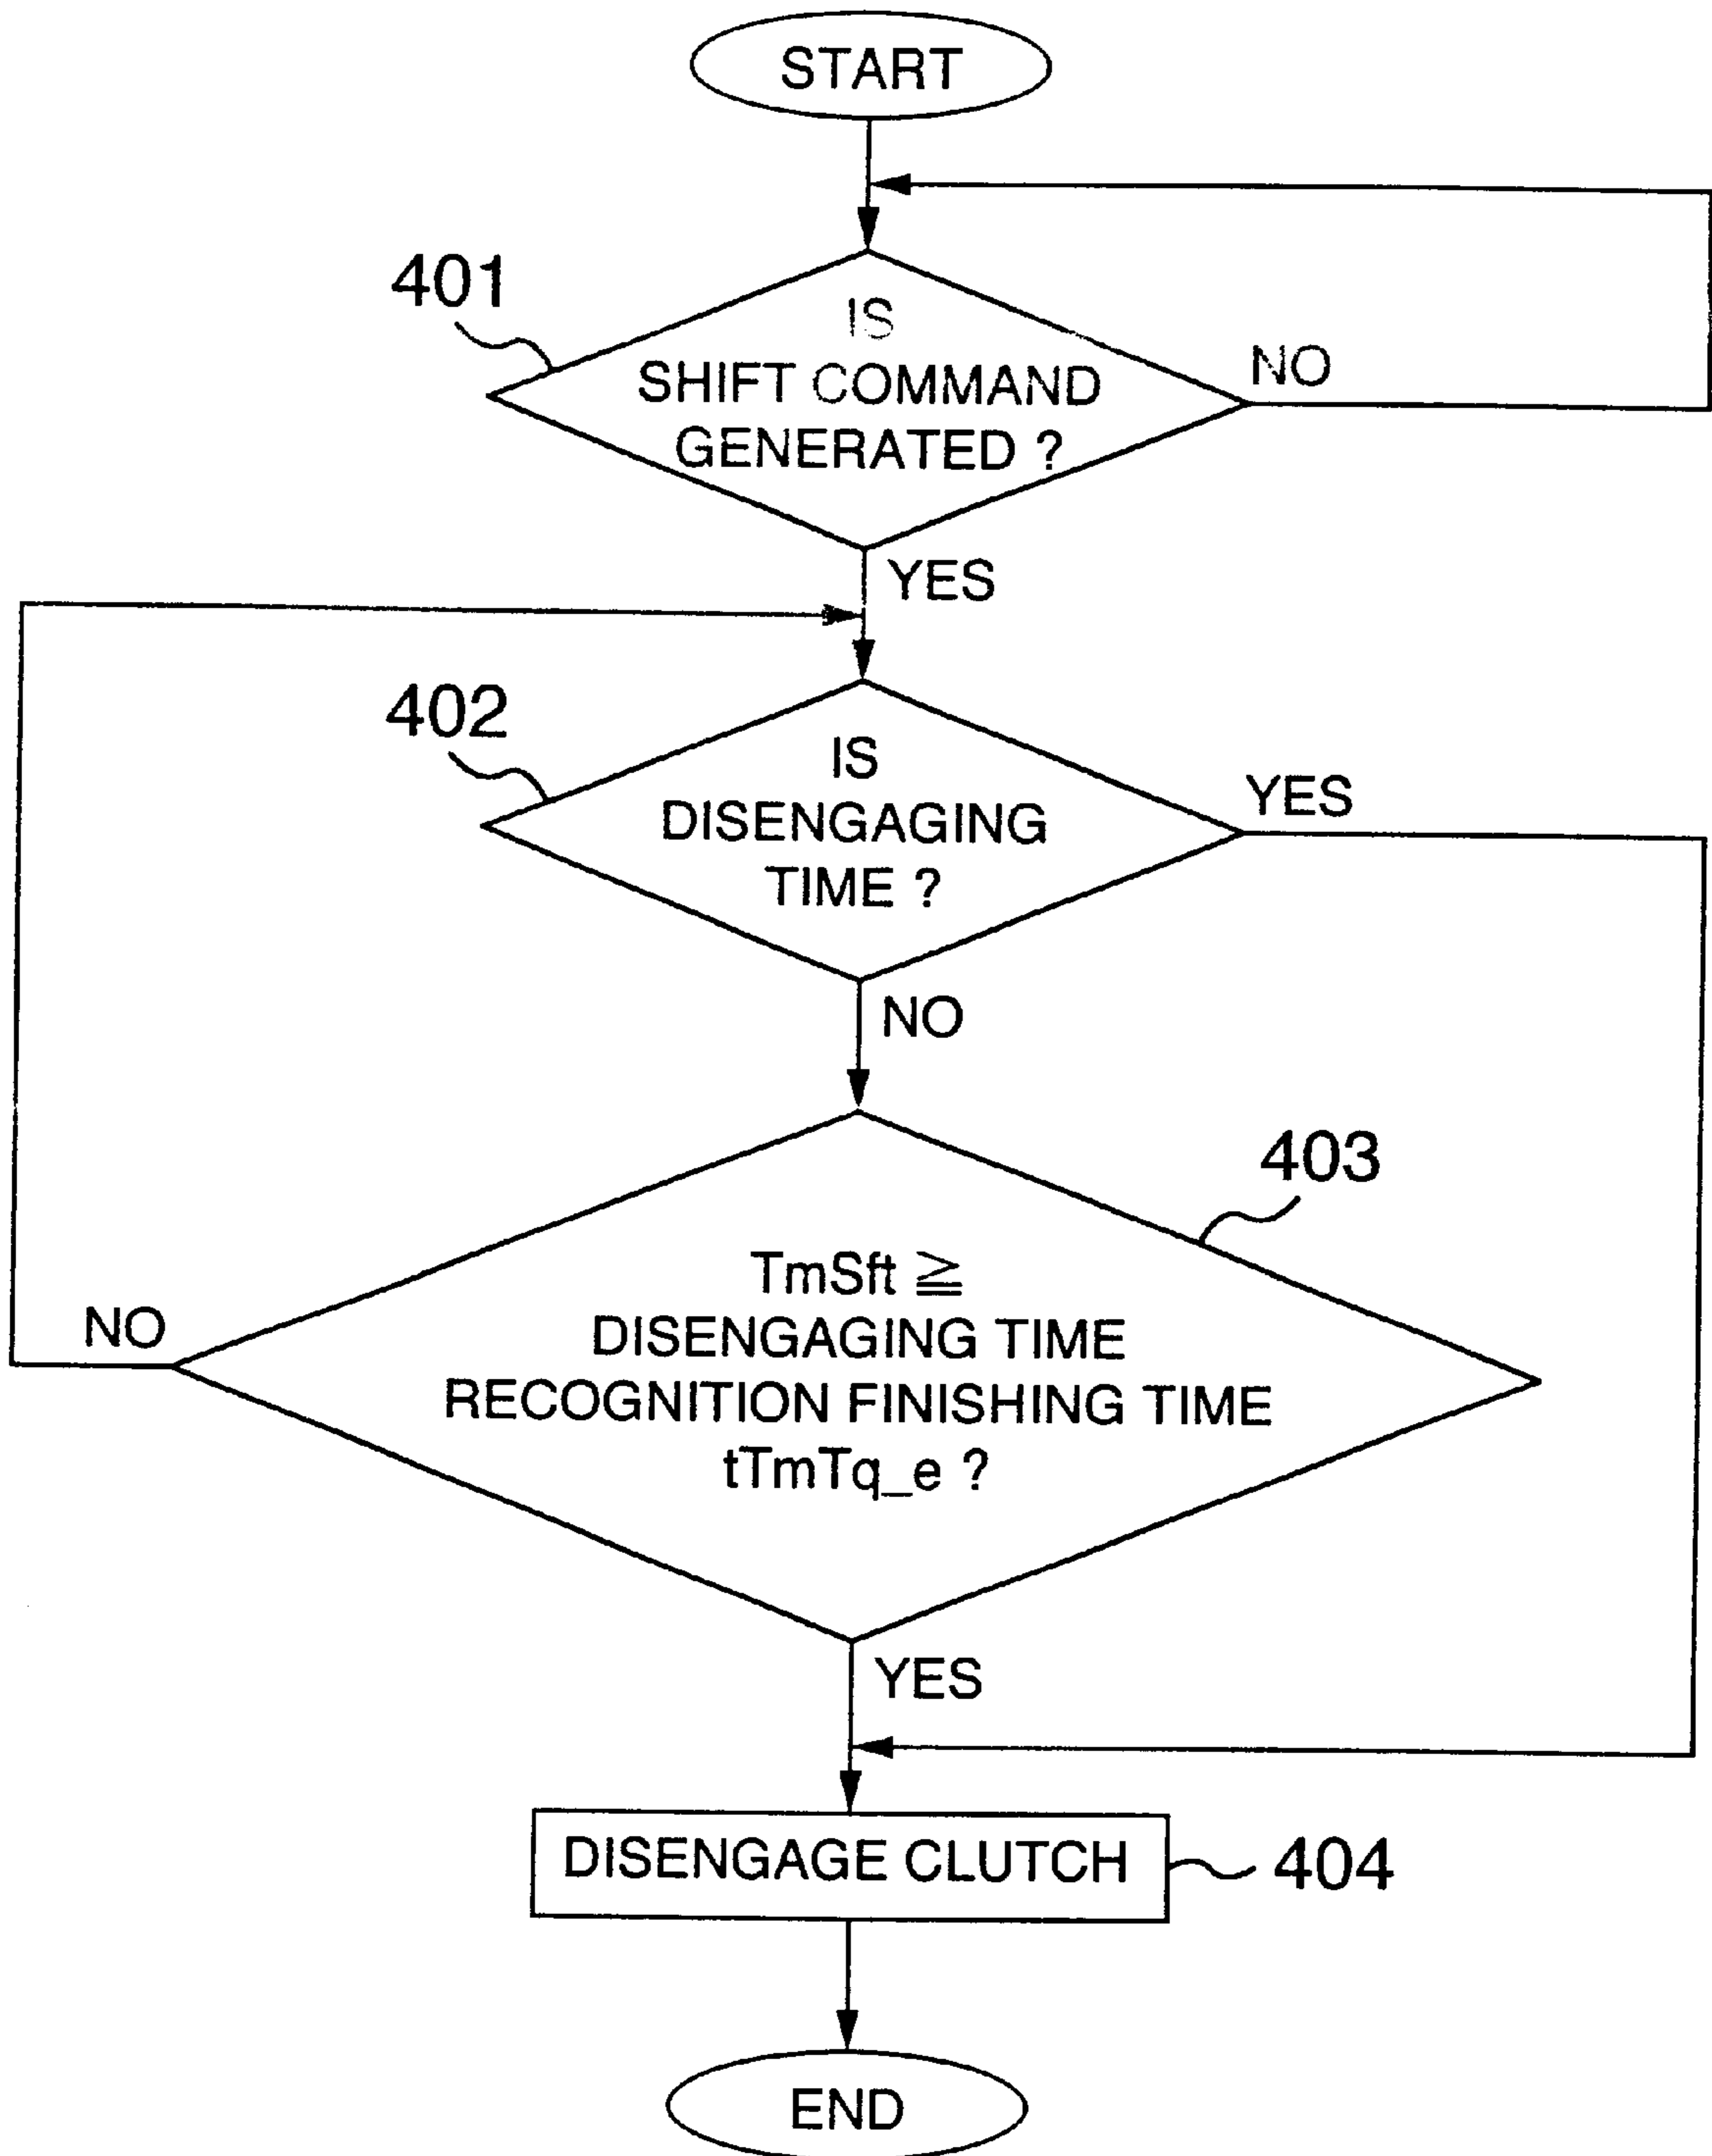 START
401
IS
SHIFT COMMAND
GENERATED ?
NO
YES
402
IS
DISENGAGING
TIME ?
YES
NO
403
TmSft ≧
DISENGAGING TIME
RECOGNITION FINISHING TIME
tTmTq_e ?
NO
YES
DISENGAGE CLUTCH
404
END